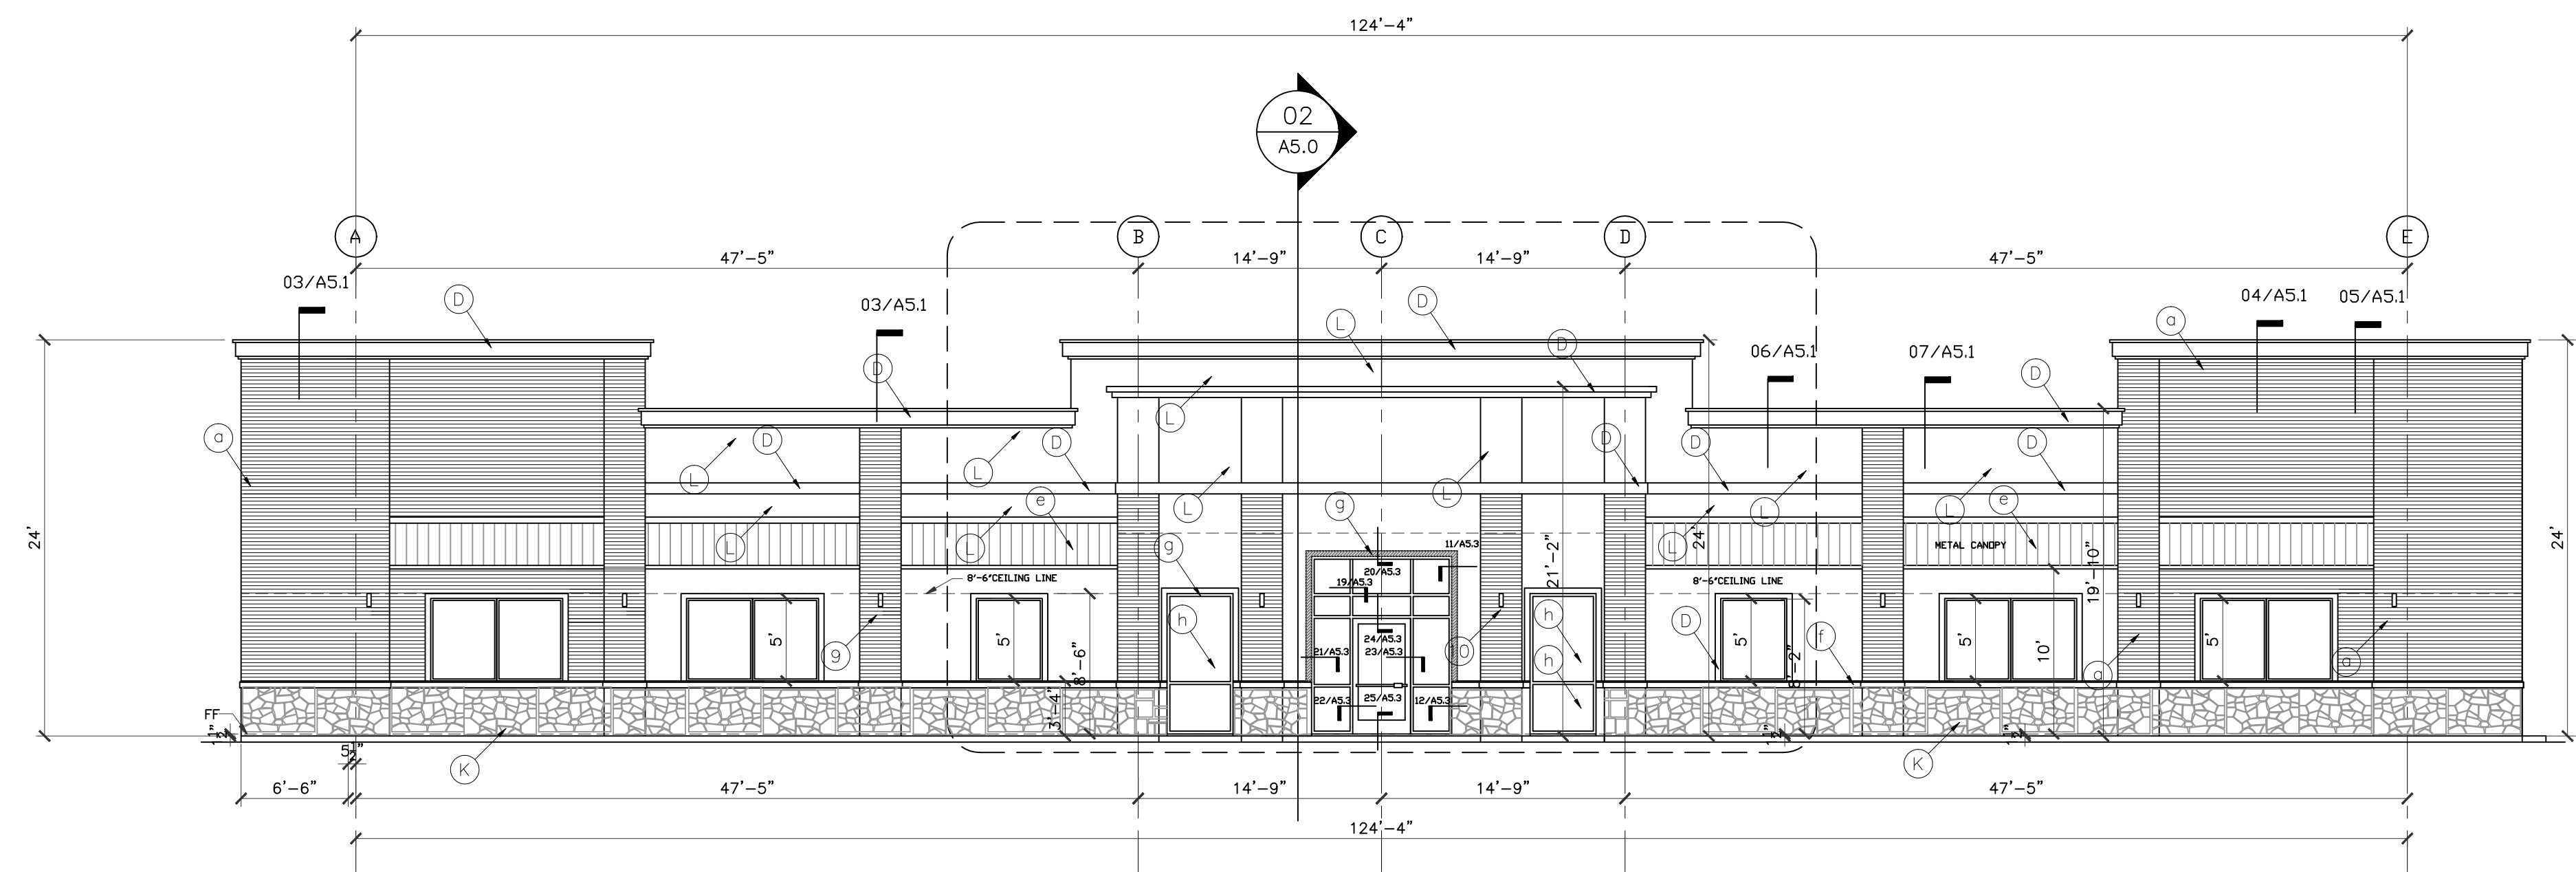 124'-4"
02
A5.0
A
B
C
D
E
47'-5"
14'-9"
14'-9"
47'-5"
03/A5.1
D
03/A5.1
D
L
D
D
a
04/A5.1
05/A5.1
06/A5.1
07/A5.1
D
D
L
a
D
L
L
D
L
L
D
D
L
L
D
24'
e
g
L
L
24'
e
24'
L
L
g
11/A5.3
METAL CANOPY
21'-2"
19'-10"
20/A5.3
19/A5.3
8'-6"CEILING LINE
8'-6"CEILING LINE
h
h
D
f
5'
5'
5'
5'
5'
9
24/A5.3
21/A5.3
23/A5.3
10
h
8'-6"
10'
a
a
3'-4"
22/A5.3
25/A5.3
12/A5.3
FF
K
K
6'-6"
47'-5"
14'-9"
14'-9"
47'-5"
124'-4"